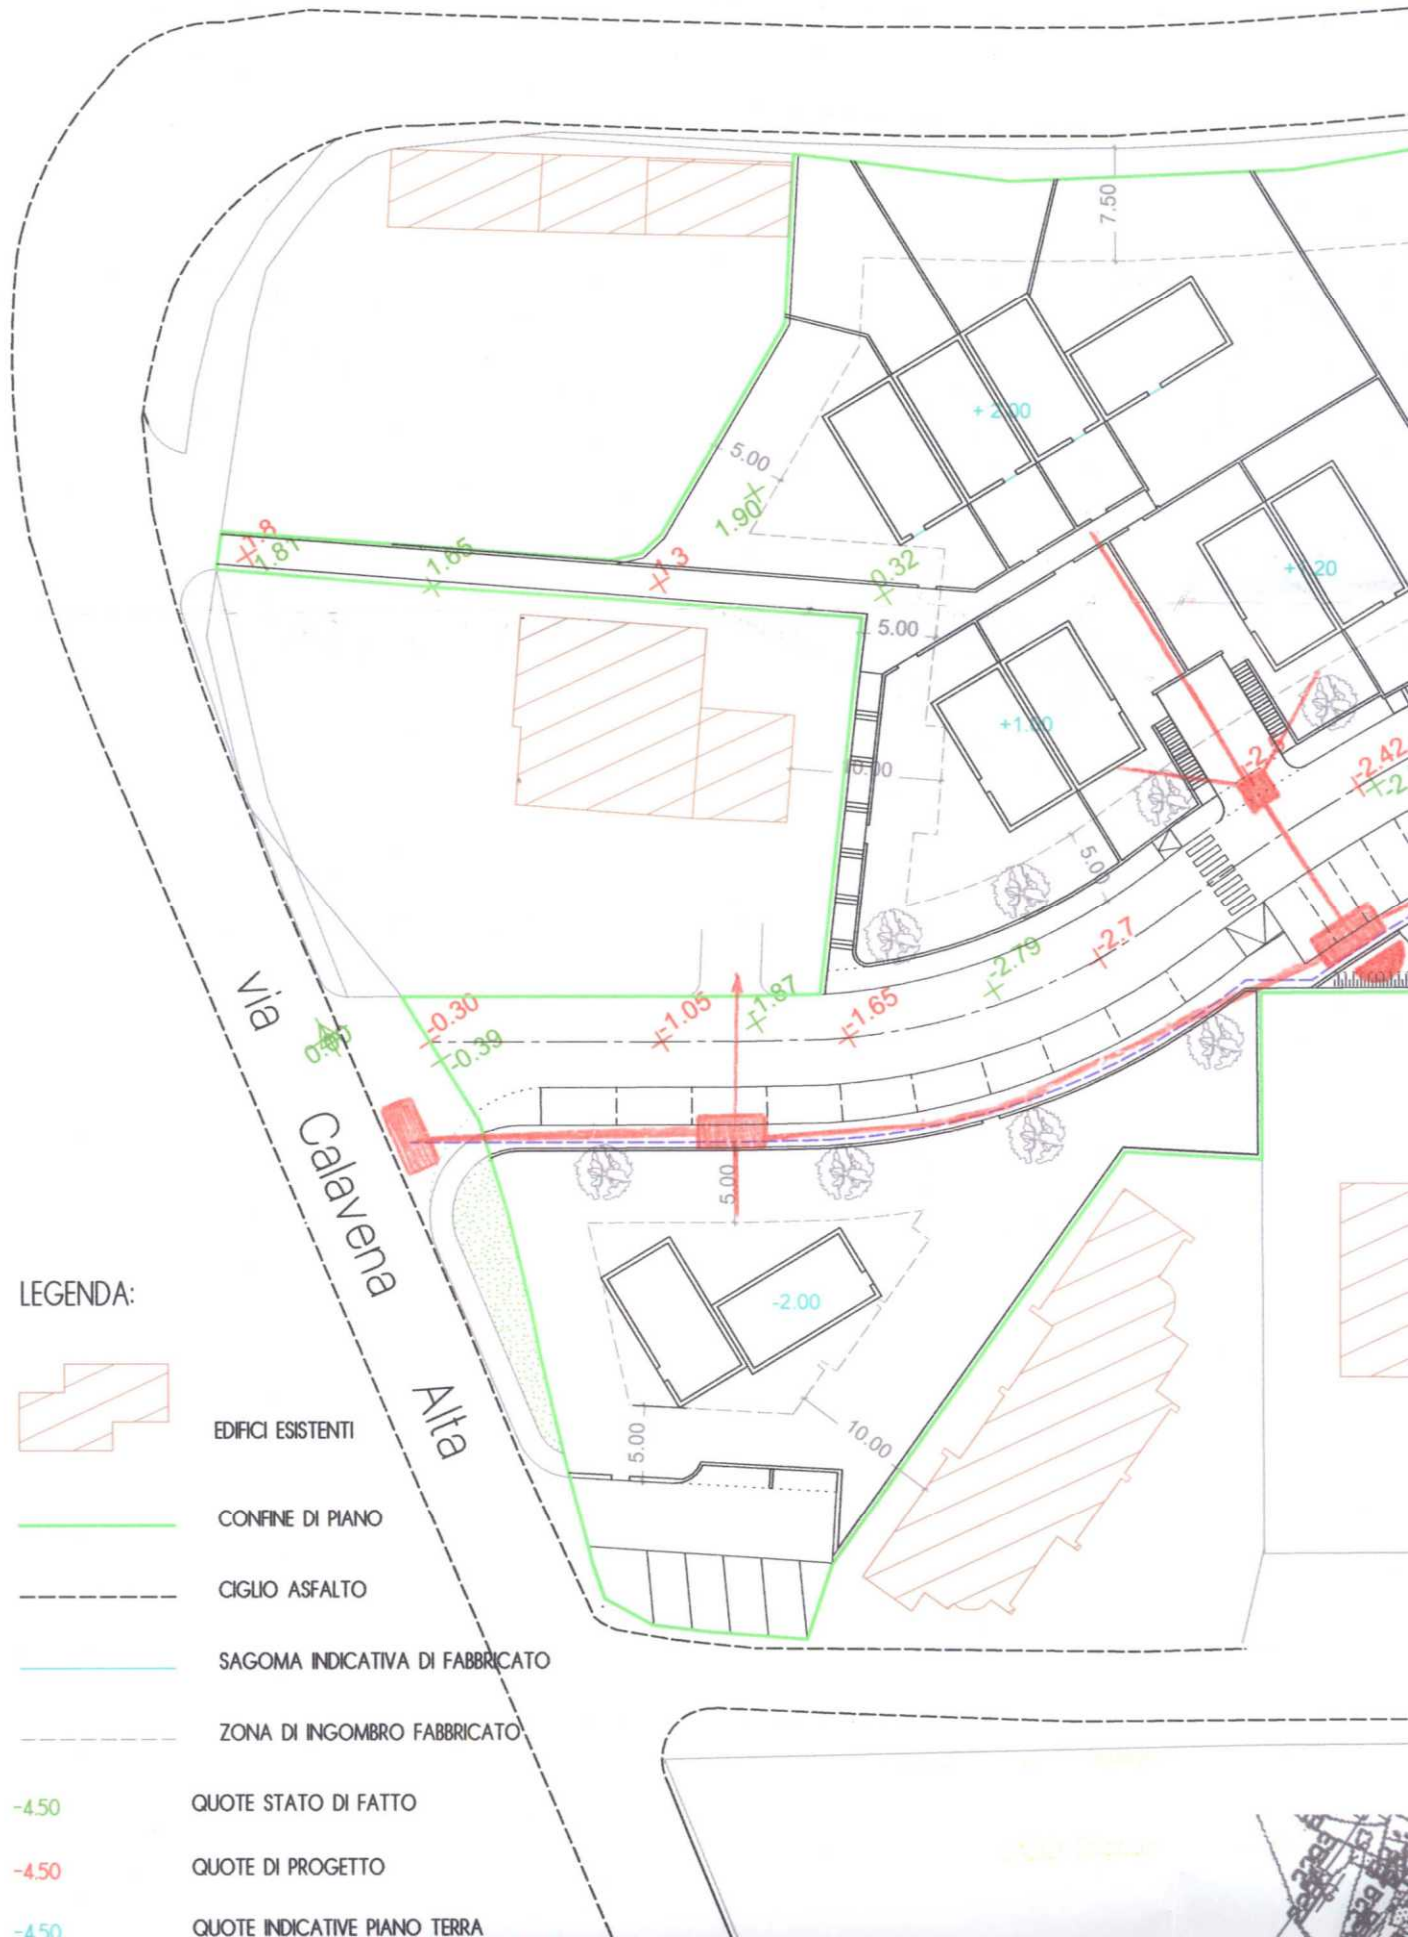 7.50
+ 2.00
5.00
1.90
-1.8
1.81
1.65
-1.3
0.32
5.00
+1.00
10.00
-2.42
5.00
-2.79
-2.7
via
Calavena
Alta
-0.30
-0.39
-1.05
-1.87
-1.65
5.00
-2.00
5.00
10.00
LEGENDA:
EDIFICI ESISTENTI
CONFINE DI PIANO
CIGLIO ASFALTO
SAGOMA INDICATIVA DI FABBRICATO
ZONA DI INGOMBRO FABBRICATO
-4.50 QUOTE STATO DI FATTO
-4.50 QUOTE DI PROGETTO
-4.50 QUOTE INDICATIVE PIANO TERRA